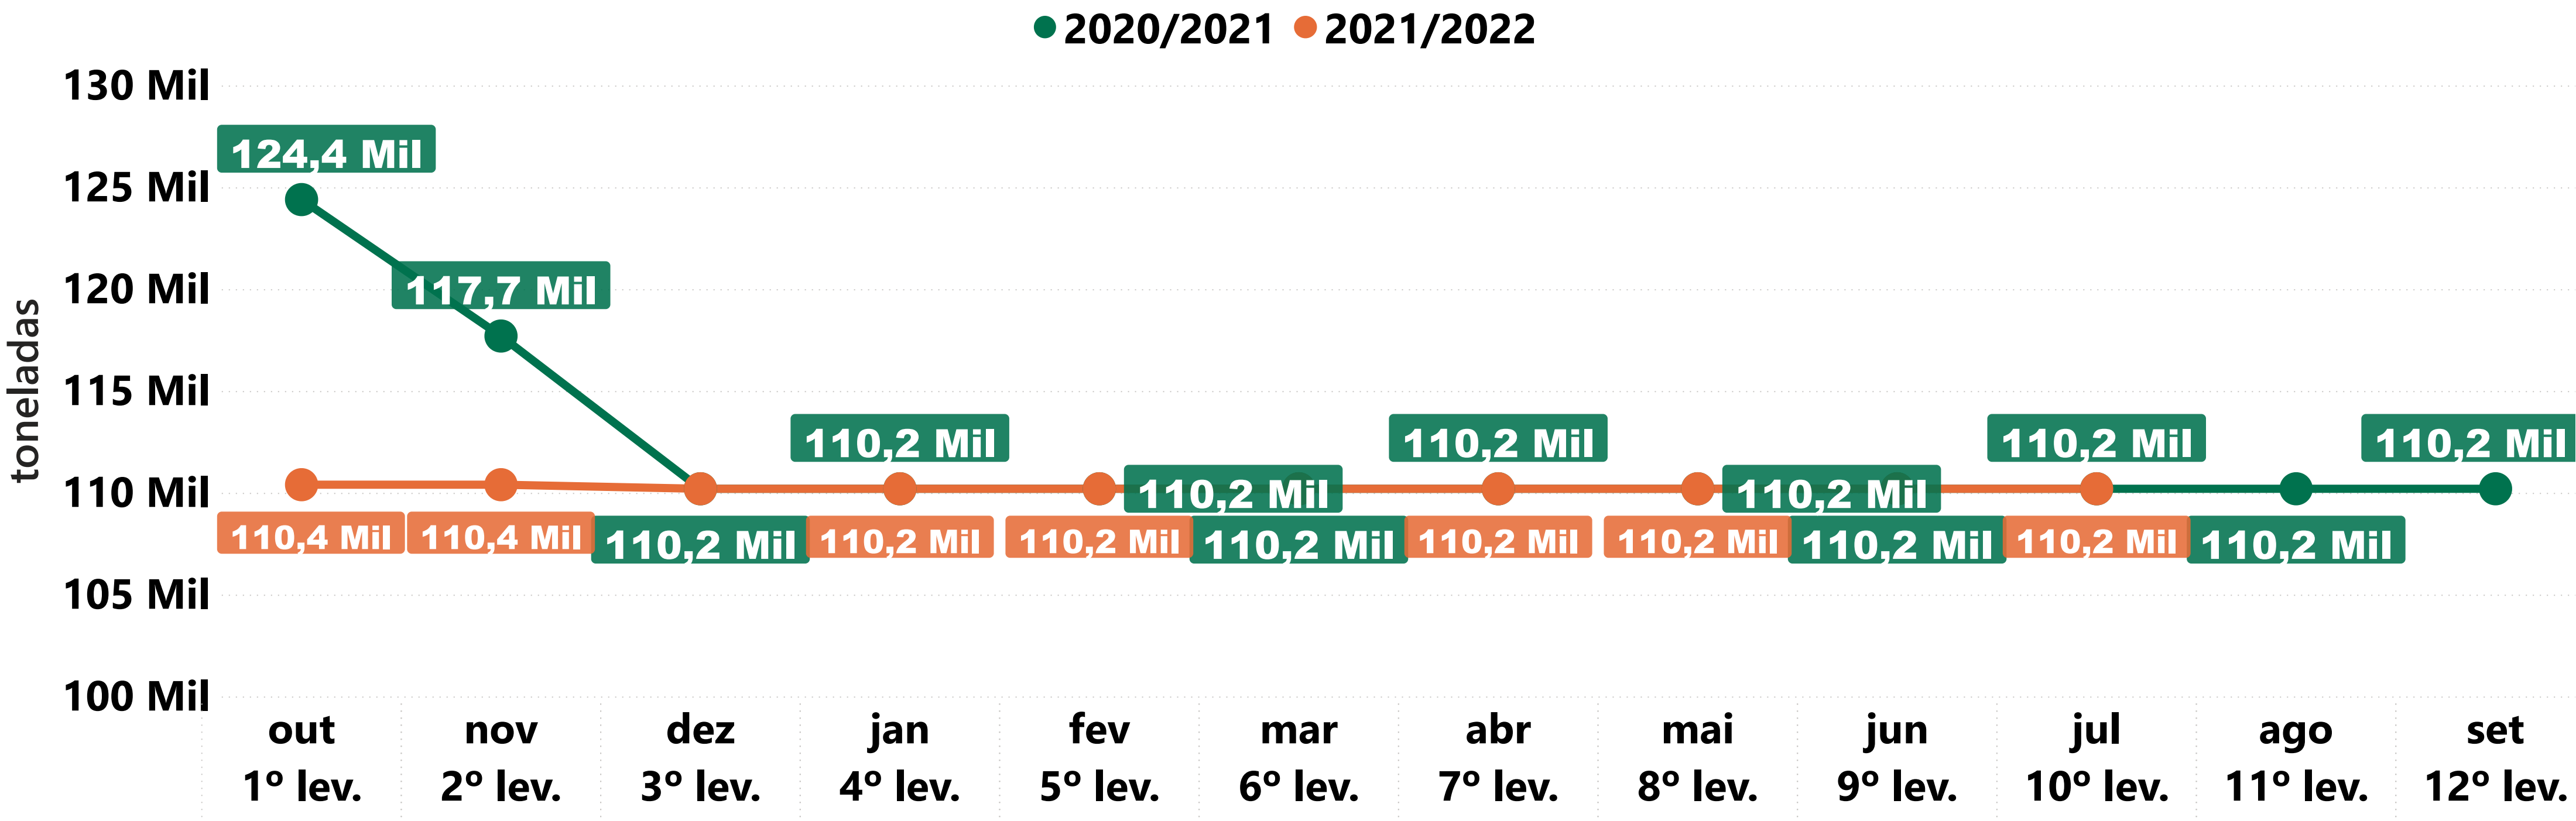 2020/2021 2021/2022
130 Mil
125 Mil
120 Mil
115 Mil
110 Mil
105 Mil
100 Mil
toneladas
124,4 Mil
117,7 Mil
110,2 Mil 110,2 Mil 110,2 Mil 110,2 Mil
110,2 Mil 110,2 Mil
110,4 Mil 110,4 Mil 110,2 Mil 110,2 Mil 110,2 Mil 110,2 Mil 110,2 Mil 110,2 Mil 110,2 Mil 110,2 Mil 110,2 Mil
out nov dez jan fev mar abr mai jun jul ago set
1º lev. 2º lev. 3º lev. 4º lev. 5º lev. 6º lev. 7º lev. 8º lev. 9º lev. 10º lev. 11º lev. 12º lev.